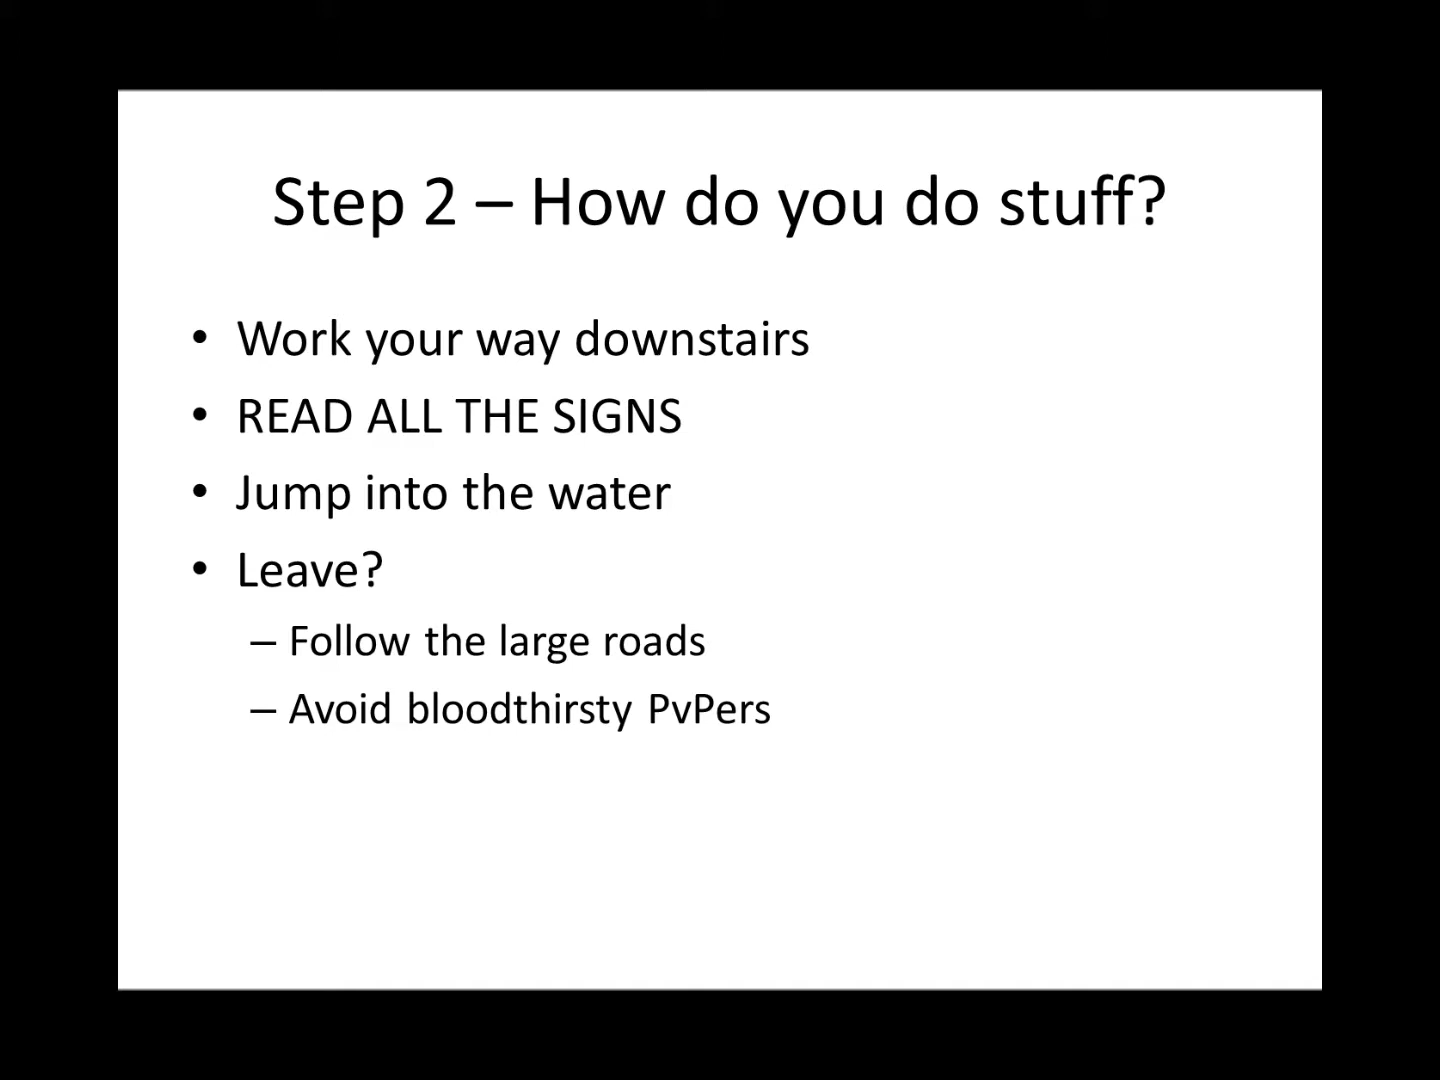 Step 2 – How do you do stuff?
• Work your way downstairs
• READ ALL THE SIGNS
• Jump into the water
• Leave?
– Follow the large roads
– Avoid bloodthirsty PvPers